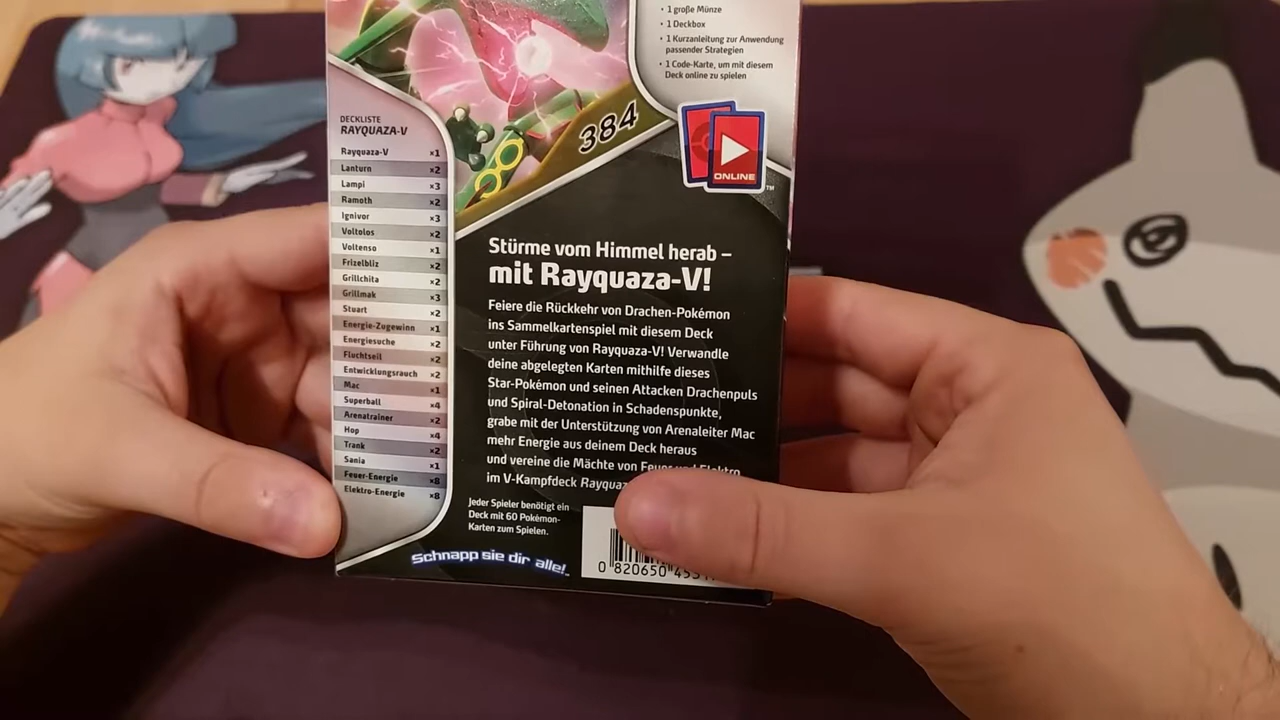 • 1 große Münze
• 1 Deckbox
• 1 Kurzanleitung zur Anwendung
passender Strategien
• 1 Code-Karte, um mit diesem
Deck online zu spielen
384
ONLINE
TM
DECKLISTE
RAYQUAZA-V
Rayquaza-V ×1
Lanturn ×2
Lampi ×3
Ramoth ×2
Ignivor ×3
Voltolos ×2
Voltenso ×1
Frizelbliz ×2
Grillchita ×2
Grillmak ×3
Stuart ×2
Energie-Zugewinn ×1
Energiesuche ×2
Fluchtseil ×2
Entwicklungsrauch ×2
Mac ×1
Superball ×4
Arenatrainer ×2
Hop ×4
Trank ×2
Sania ×1
Feuer-Energie ×8
Elektro-Energie ×8
Stürme vom Himmel herab –
mit Rayquaza-V!
Feiere die Rückkehr von Drachen-Pokémon
ins Sammelkartenspiel mit diesem Deck
unter Führung von Rayquaza-V! Verwandle
deine abgelegten Karten mithilfe dieses
Star-Pokémon und seinen Attacken Drachenpuls
und Spiral-Detonation in Schadenspunkte,
grabe mit der Unterstützung von Arenaleiter Mac
mehr Energie aus deinem Deck heraus
und vereine die Mächte von Feuer und Elektro
im V-Kampfdeck
Jeder Spieler benötigt ein
Deck mit 60 Pokémon-
Karten zum Spielen.
Schnapp sie dir alle!
0 820650